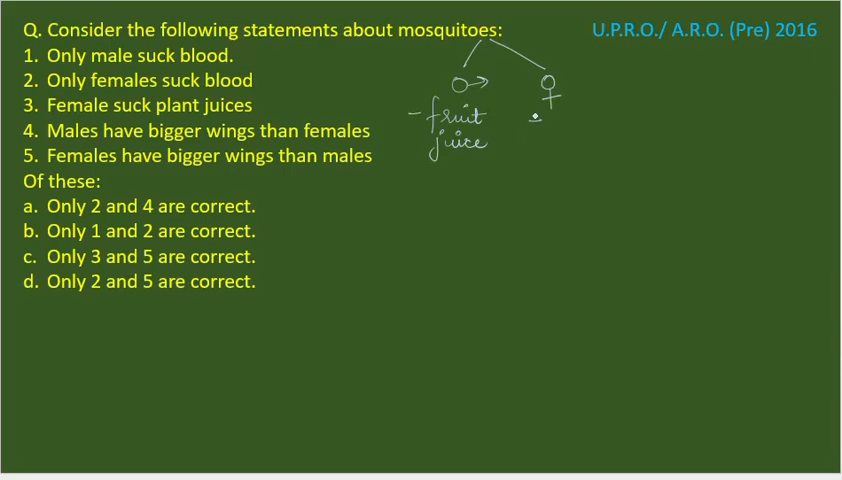 Q. Consider the following statements about mosquitoes:
U.P.R.O./ A.R.O. (Pre) 2016
1. Only male suck blood.
2. Only females suck blood
3. Female suck plant juices
4. Males have bigger wings than females
5. Females have bigger wings than males
Of these:
a. Only 2 and 4 are correct.
b. Only 1 and 2 are correct.
c. Only 3 and 5 are correct.
d. Only 2 and 5 are correct.
- fruit
juice